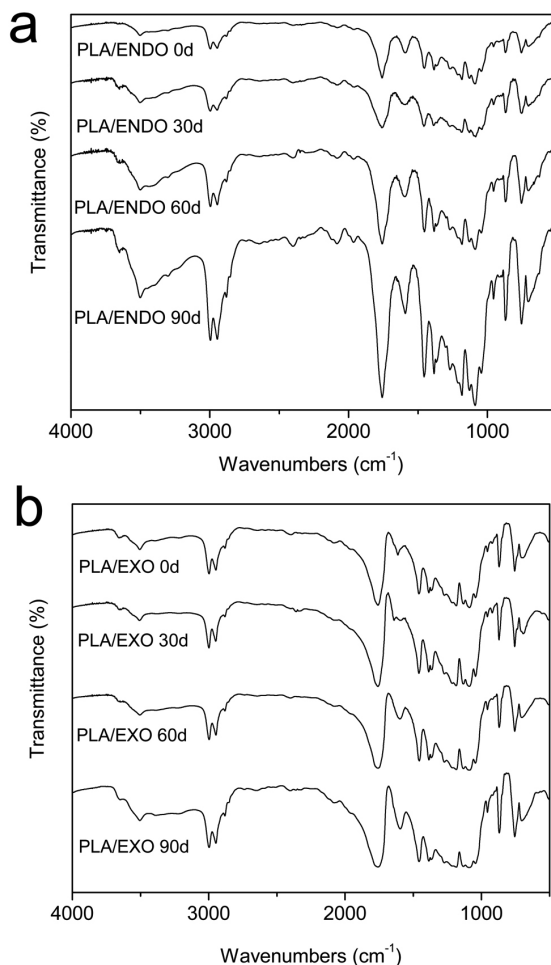 a
PLA/ENDO 0d
PLA/ENDO 30d
PLA/ENDO 60d
PLA/ENDO 90d
Transmittance (%)
4000 3000 2000 1000
Wavenumbers (cm-1)
b
PLA/EXO 0d
PLA/EXO 30d
PLA/EXO 60d
PLA/EXO 90d
Transmittance (%)
4000 3000 2000 1000
Wavenumbers (cm-1)